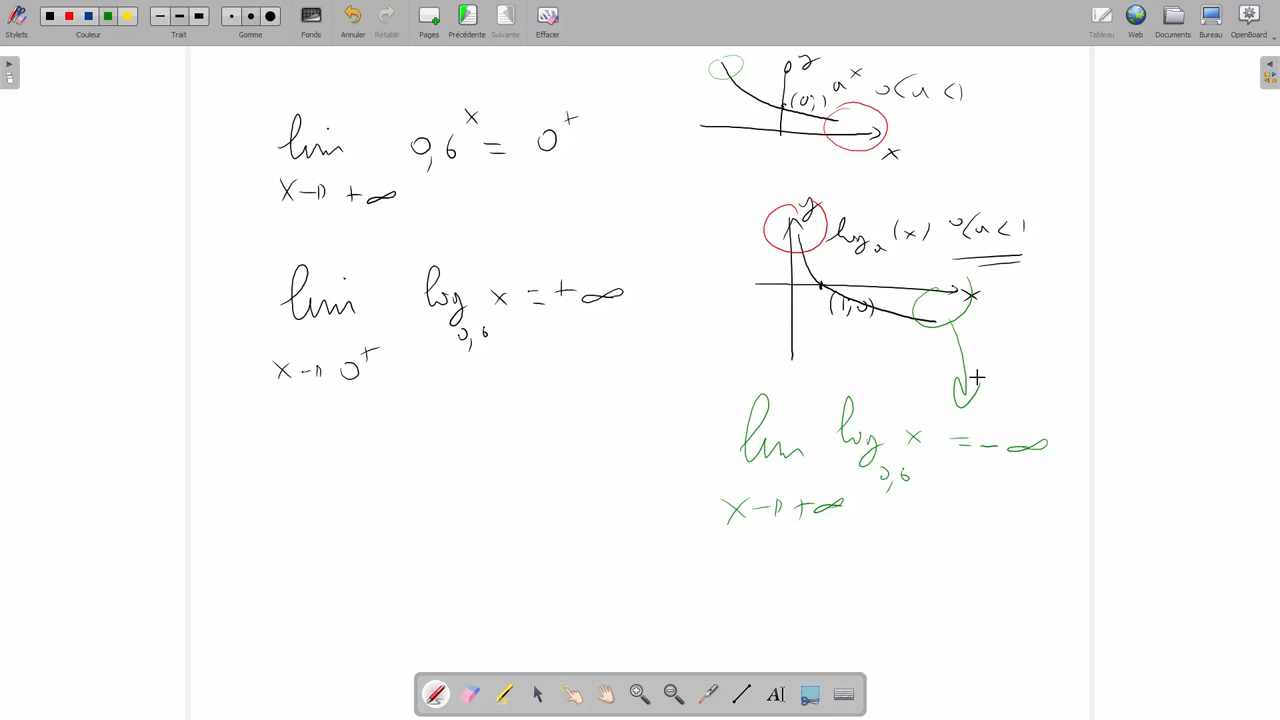 Stylets Couleur Trait Gomme Fonds Annuler Rétablir Pages Précédente Suivante Effacer Tableau Web Documents Bureau OpenBoard
y
(0;1) a^x 0<a<1
x
lim 0,6^x = 0^+
x→+∞
y
log_a (x) 0<a<1
x
(1;0)
lim log_0,6 x = +∞
x→0^+
lim log_0,6 x = -∞
x→+∞
AI